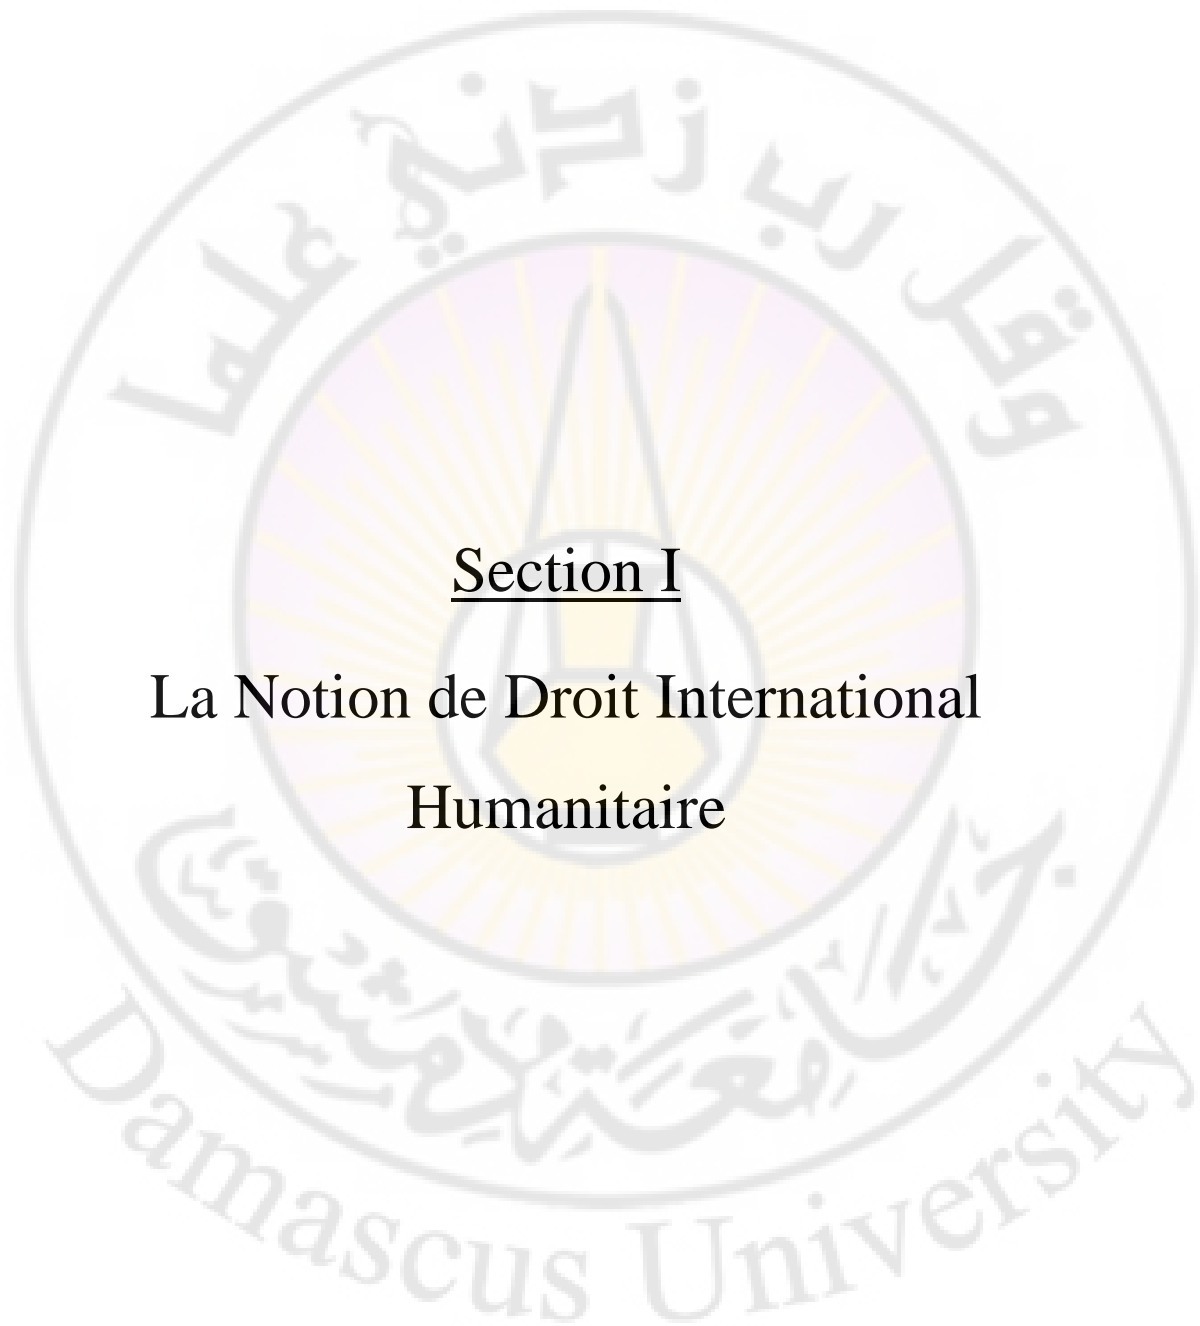 وقل رب زدني علما
Section I
La Notion de Droit International
Humanitaire
جامعة دمشق
Damascus University